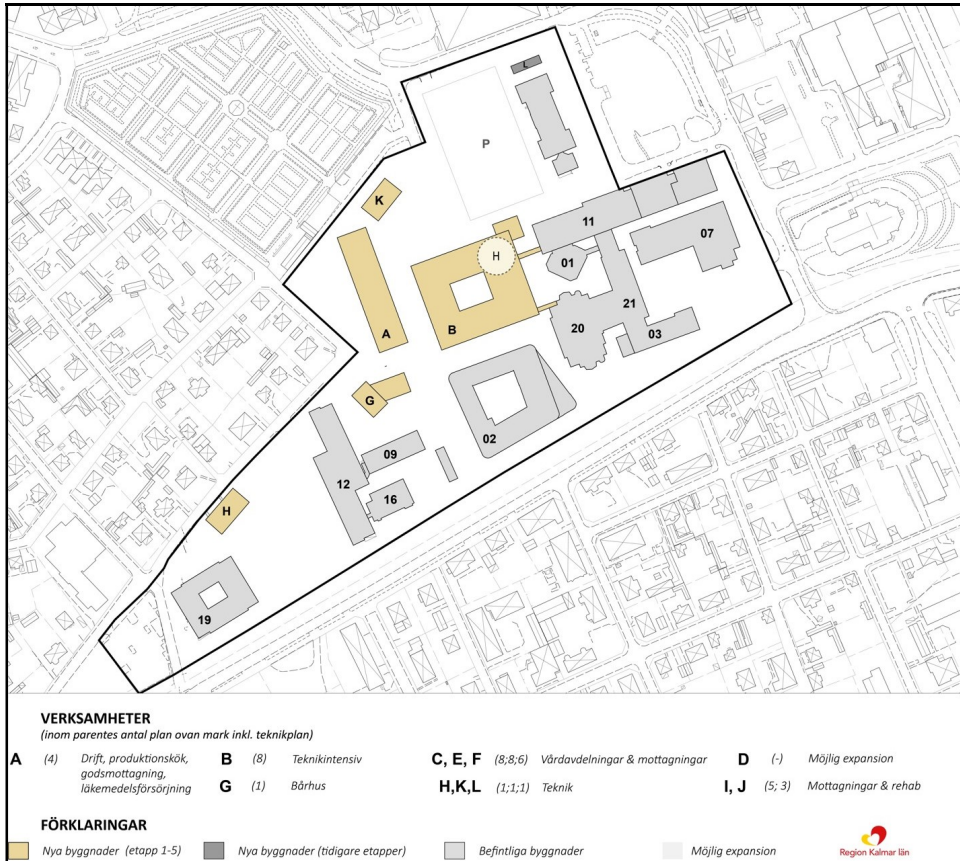 L
P
K
11
07
H
01
B
21
A
20
03
G
02
09
12
16
H
19
VERKSAMHETER
(inom parentes antal plan ovan mark inkl. teknikplan)
A (4) Drift, produktionskök,
godsmottagning,
läkemedelsförsörjning
B (8) Teknikintensiv
G (1) Bårhus
C, E, F (8;8;6) Vårdavdelningar & mottagningar
H,K,L (1;1;1) Teknik
D (-) Möjlig expansion
I, J (5; 3) Mottagningar & rehab
FÖRKLARINGAR
Nya byggnader (etapp 1-5)
Nya byggnader (tidigare etapper)
Befintliga byggnader
Möjlig expansion
Region Kalmar län